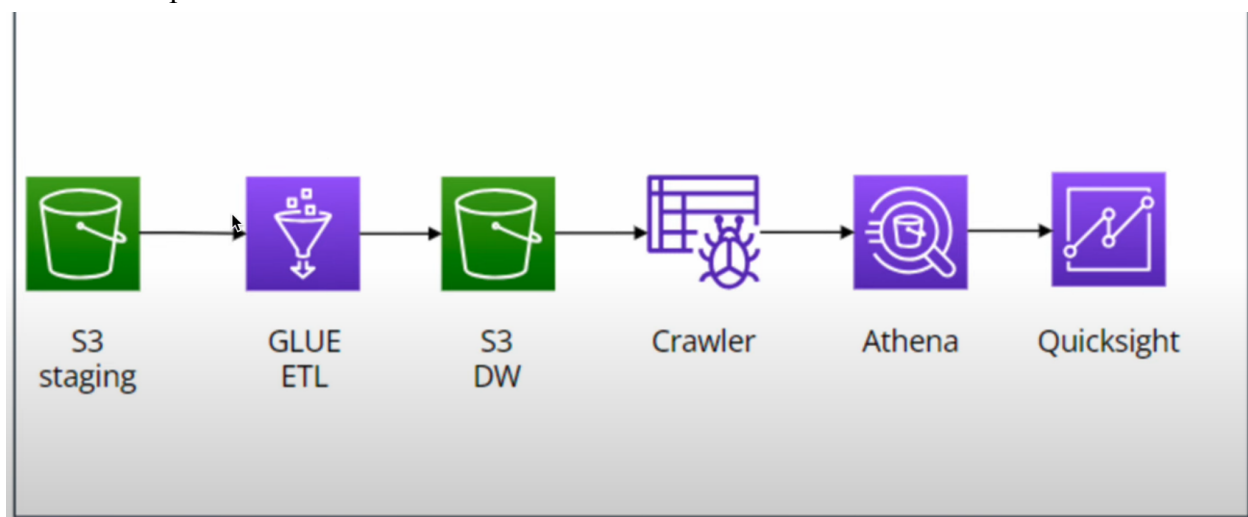 S3
staging
GLUE
ETL
S3
DW
Crawler
Athena
Quicksight